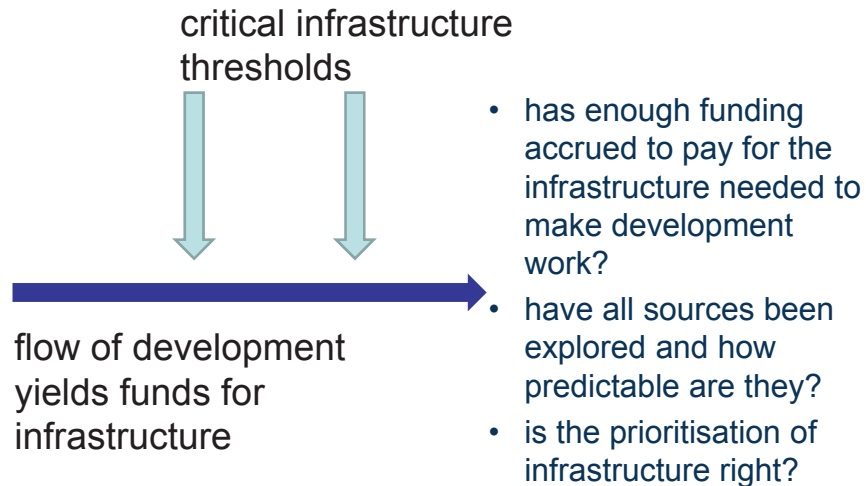 critical infrastructure
thresholds
• has enough funding
accrued to pay for the
infrastructure needed to
make development
work?
• have all sources been
explored and how
predictable are they?
• is the prioritisation of
infrastructure right?
flow of development
yields funds for
infrastructure